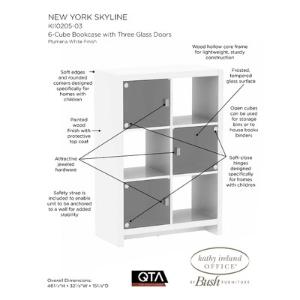 NEW YORK SKYLINE
KI10205-03
6-Cube Bookcase with Three Glass Doors
Plumeria White Finish
Wood hollow core frame
for lightweight, sturdy
construction
Soft edges
and rounded
corners designed
specifically for
homes with
children
Frosted,
tempered
glass surface
Open cubes
can be used
for storage
bins or to
house books
binders
Painted
wood
Finish with
protective
top coat
Attractive
jeweled
hardware
Soft-close
hinges
designed
specifically
for homes
with children
Safety strap is
included to enable
unit to be anchored
to a wall for added
stability
kathy ireland
OFFICE
BY Bush FURNITURE
Overall Dimensions:
QTA